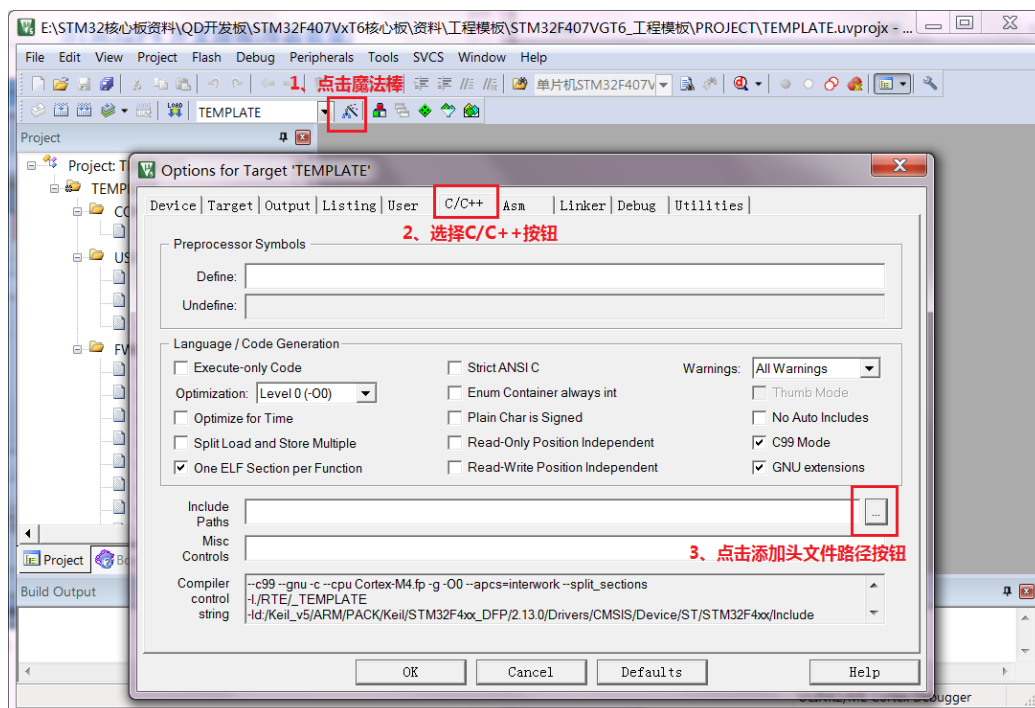 E:\STM32核心板资料\QD开发板\STM32F407VxT6核心板\资料\工程模板\STM32F407VGT6_工程模板\PROJECT\TEMPLATE.uvprojx - ...
File Edit View Project Flash Debug Peripherals Tools SVCS Window Help
1、点击魔法棒
单片机STM32F407V
LOAD
TEMPLATE
Project
Project: T
TEMP
CO
US
FW
Options for Target 'TEMPLATE'
Device Target Output Listing User C/C++ Asm Linker Debug Utilities
2、选择C/C++按钮
Preprocessor Symbols
Define:
Undefine:
Language / Code Generation
Execute-only Code Strict ANSI C Warnings: All Warnings
Optimization: Level 0 (-O0) Enum Container always int Thumb Mode
Optimize for Time Plain Char is Signed No Auto Includes
Split Load and Store Multiple Read-Only Position Independent C99 Mode
One ELF Section per Function Read-Write Position Independent GNU extensions
Include Paths ...
Misc Controls
3、点击添加头文件路径按钮
Compiler control string
--c99 --gnu -c --cpu Cortex-M4.fp -g -O0 --apcs=interwork --split_sections
-I./RTE/_TEMPLATE
-Id:/Keil_v5/ARM/PACK/Keil/STM32F4xx_DFP/2.13.0/Drivers/CMSIS/Device/ST/STM32F4xx/Include
OK Cancel Defaults Help
Project Bo
Build Output
Debugger